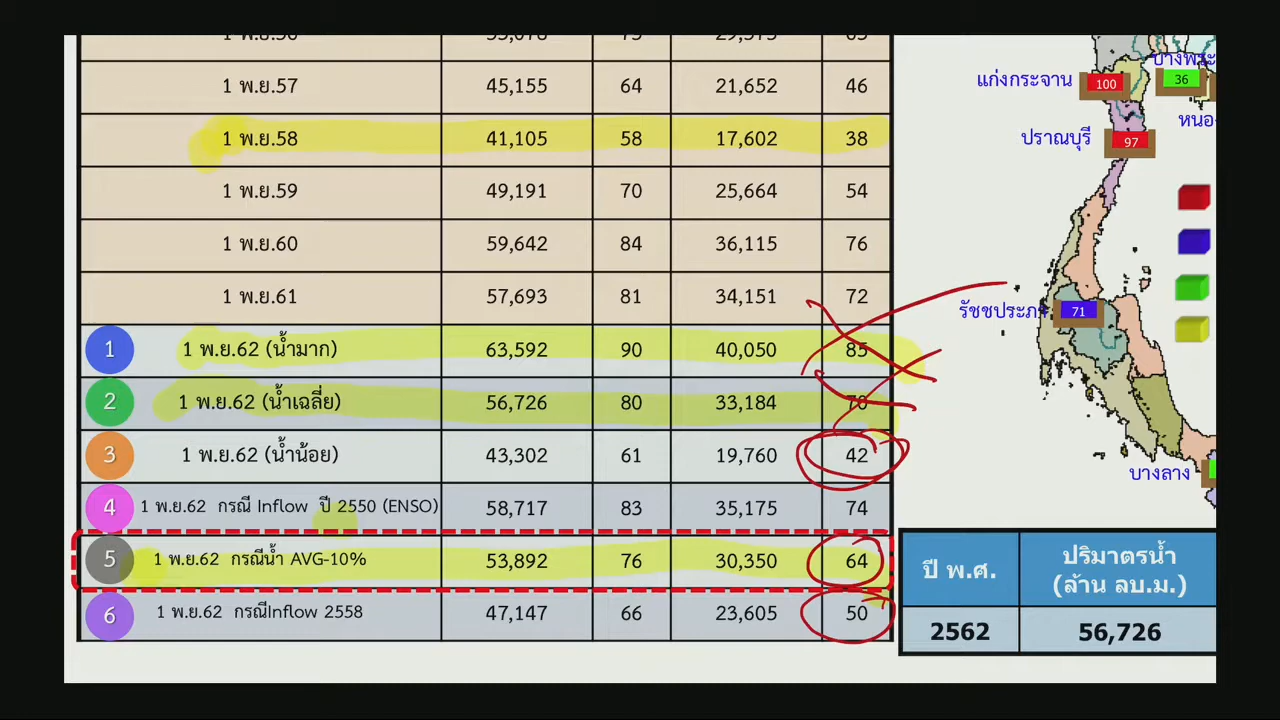 1 พ.ย.57 45,155 64 21,652 46
1 พ.ย.58 41,105 58 17,602 38
1 พ.ย.59 49,191 70 25,664 54
1 พ.ย.60 59,642 84 36,115 76
1 พ.ย.61 57,693 81 34,151 72
1 1 พ.ย.62 (น้ำมาก) 63,592 90 40,050 85
2 1 พ.ย.62 (น้ำเฉลี่ย) 56,726 80 33,184 70
3 1 พ.ย.62 (น้ำน้อย) 43,302 61 19,760 42
4 1 พ.ย.62 กรณี Inflow ปี 2550 (ENSO) 58,717 83 35,175 74
5 1 พ.ย.62 กรณีน้ำ AVG-10% 53,892 76 30,350 64
6 1 พ.ย.62 กรณีInflow 2558 47,147 66 23,605 50
แก่งกระจาน 100
36
ปราณบุรี 97
71
บางลาง
ปี พ.ศ. ปริมาตรน้ำ
(ล้าน ลบ.ม.)
2562 56,726